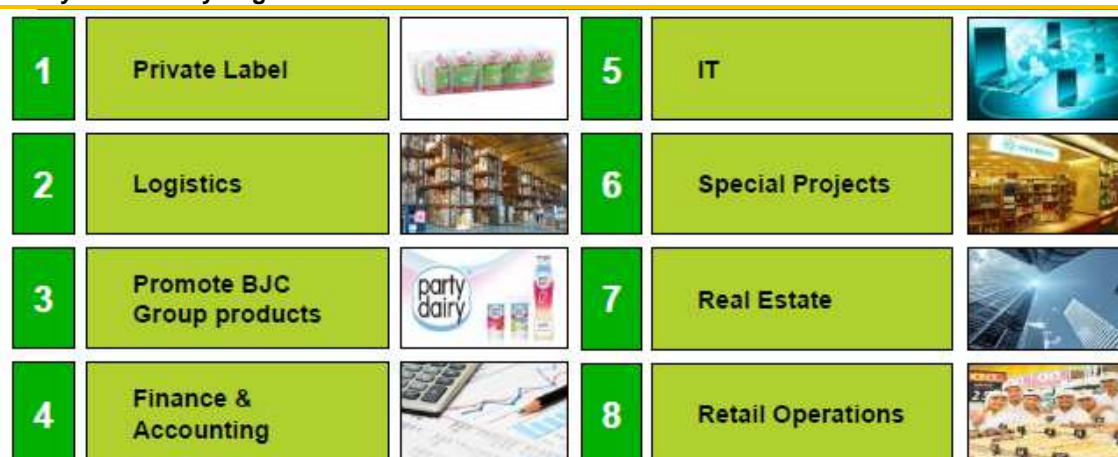 1
Private Label
2
Logistics
3
Promote BJC
Group products
party
dairy
4
Finance &
Accounting
5
IT
6
Special Projects
7
Real Estate
8
Retail Operations